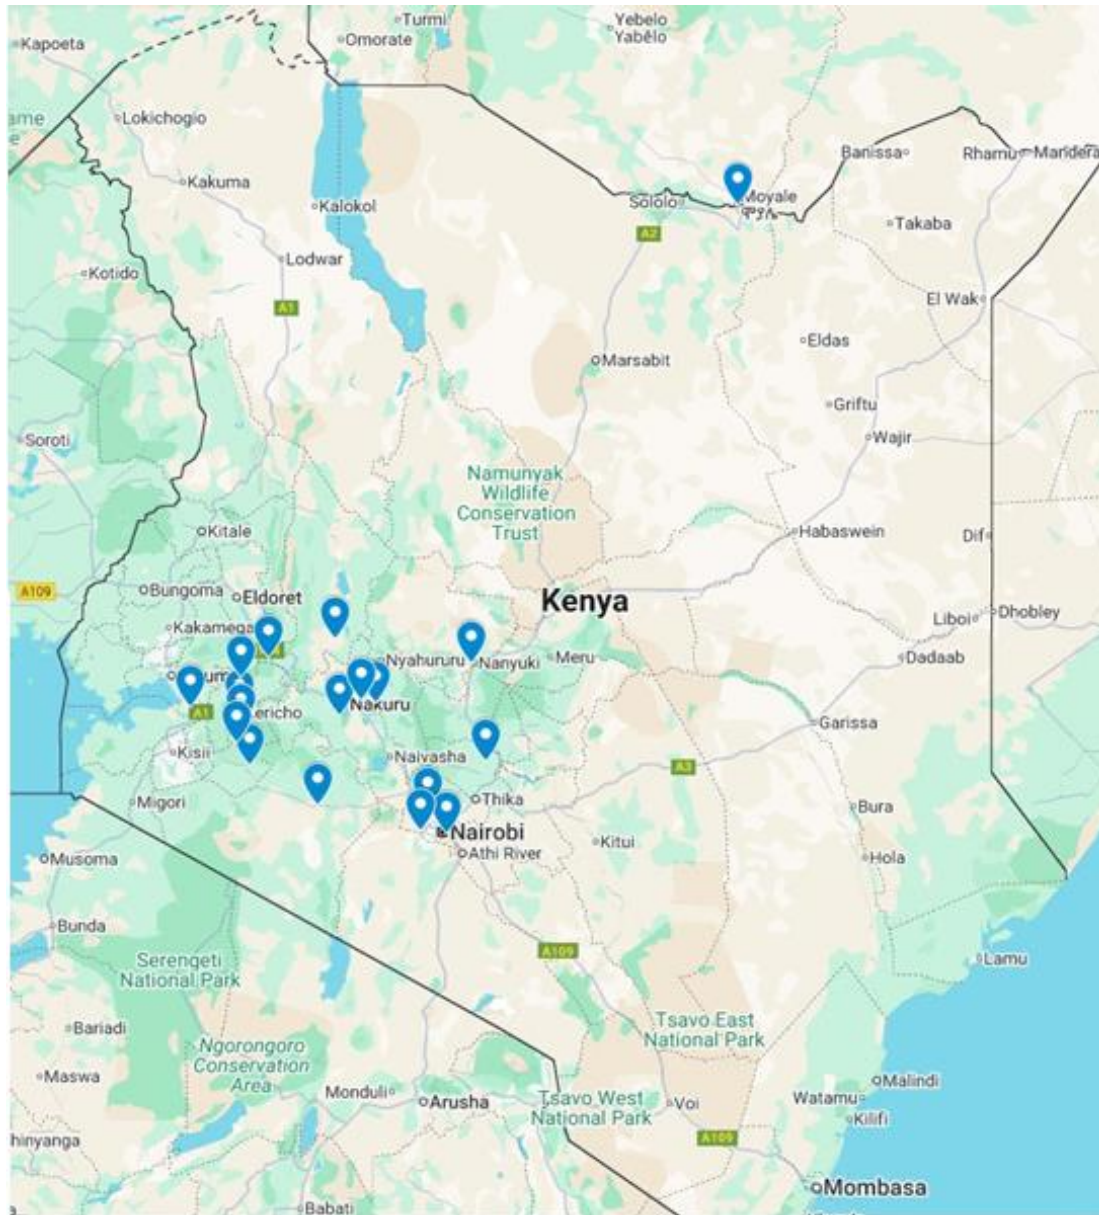 Kapoeta
Turmi
Omorate
Yebelo
Yabēlo
ame
Lokichogio
Kakuma
Kalokol
Banissa
Rhamu
Mandera
Sololo
Moyale
ሞያሌ
A2
Takaba
Lodwar
Kotido
A1
El Wak
Eldas
Marsabit
Griftu
Wajir
Soroti
Namunyak
Wildlife
Conservation
Trust
Kitale
Habaswein
Dif
A109
Bungoma
Eldoret
Kenya
Liboi
Dhobley
Kakamega
Nyahururu
Nanyuki
Meru
Dadaab
A1
ericho
Nakuru
Garissa
Kisii
Naivasha
A3
Migori
Thika
Bura
Nairobi
Kitui
Musoma
Athi River
Hola
Bunda
A109
Lamu
Serengeti
National Park
Bariadi
Tsavo East
National Park
Ngorongoro
Conservation
Area
Maswa
Malindi
Monduli
Arusha
Tsavo West
National Park
Voi
Watamu
Kilifi
hinyanga
A109
Mombasa
Babati